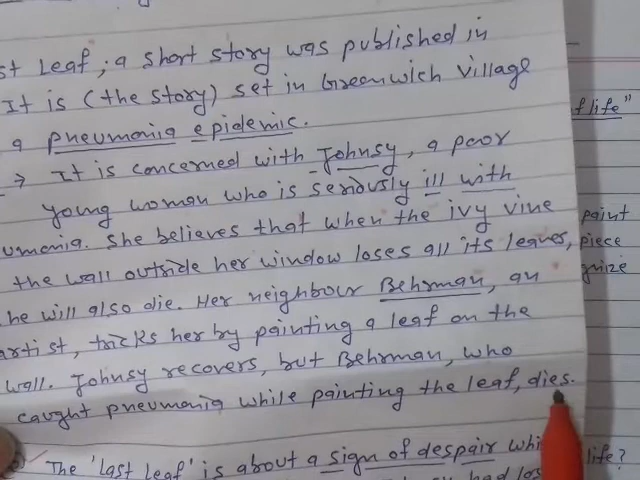 st Leaf, a short story was published in
It is (the story) set in Greenwich Village
a pneumonia epidemic.
→ It is concerned with Johnsy, a poor
young woman who is seriously ill with
umonia. She believes that when the ivy vine
the wall outside her window loses all its leaves,
he will also die. Her neighbour Behrman, an
artist, tricks her by painting a leaf on the
wall. Johnsy recovers, but Behrman, who
caught pneumonia while painting the leaf, dies.
The 'last leaf' is about a sign of despair whi
had los
f life"
paint
piece
life?